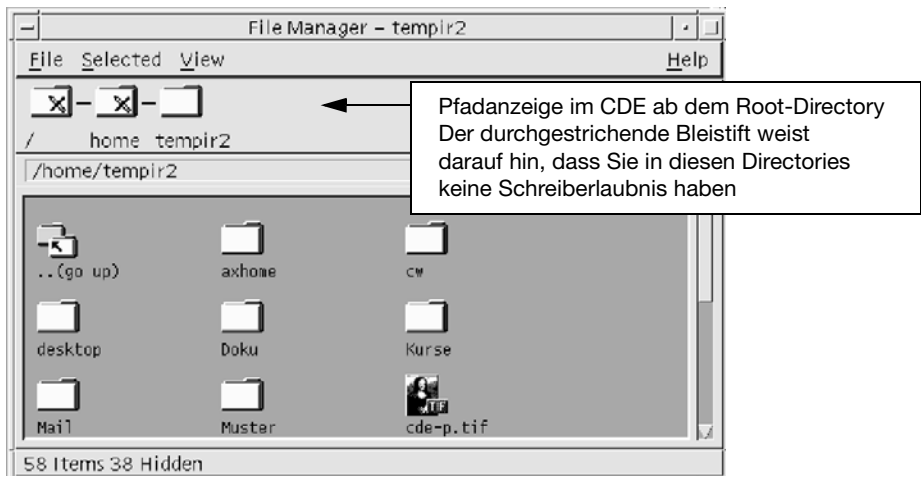 File Manager – tempir2
File Selected View Help
/ home tempir2
Pfadanzeige im CDE ab dem Root-Directory
Der durchgestrichende Bleistift weist
darauf hin, dass Sie in diesen Directories
keine Schreiberlaubnis haben
/home/tempir2
..(go up) axhome cw
desktop Doku Kurse
TIF
Mail Muster cde-p.tif
58 Items 38 Hidden